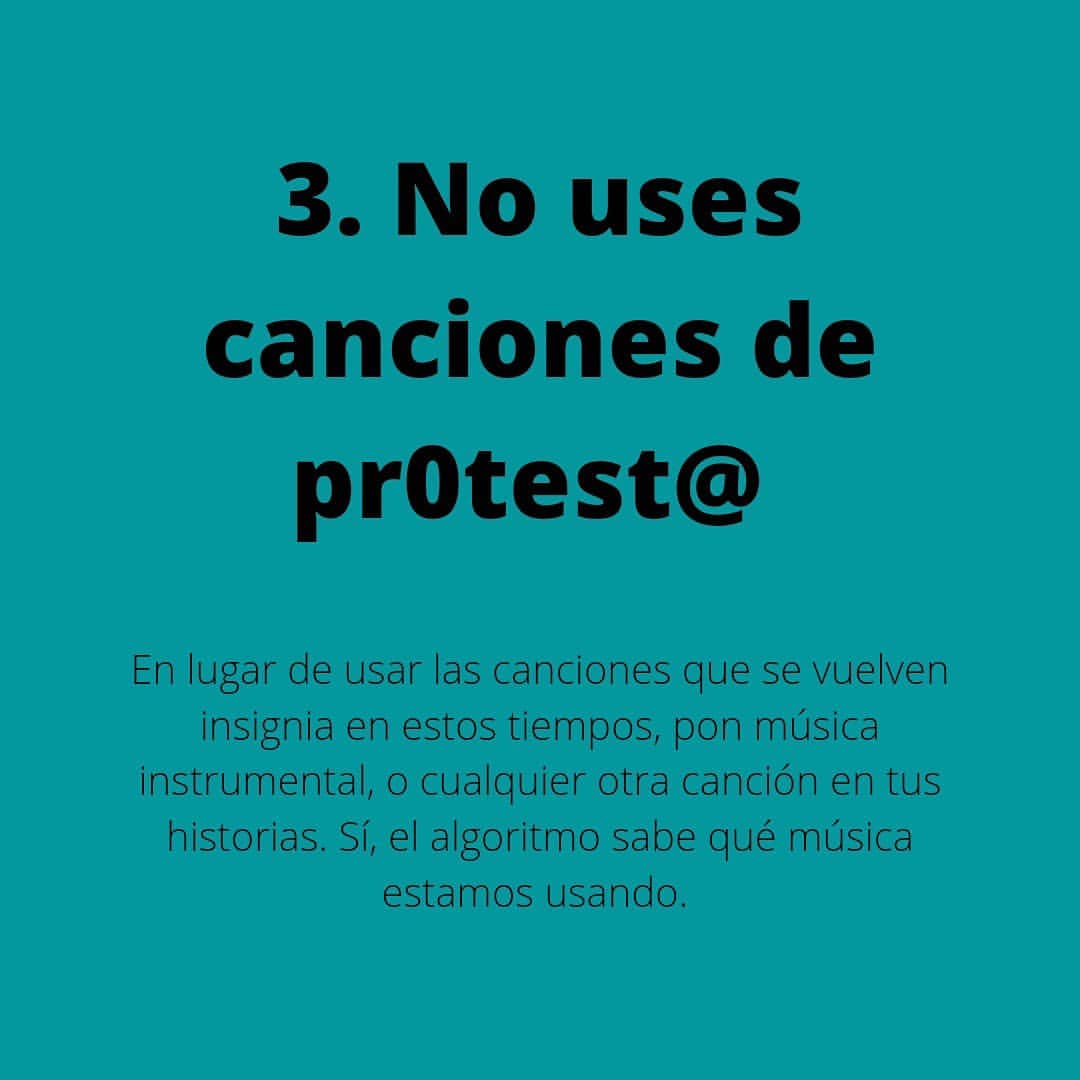 3. No uses
canciones de
pr0test@
En lugar de usar las canciones que se vuelven
insignia en estos tiempos, pon música
instrumental, o cualquier otra canción en tus
historias. Sí, el algoritmo sabe qué música
estamos usando.